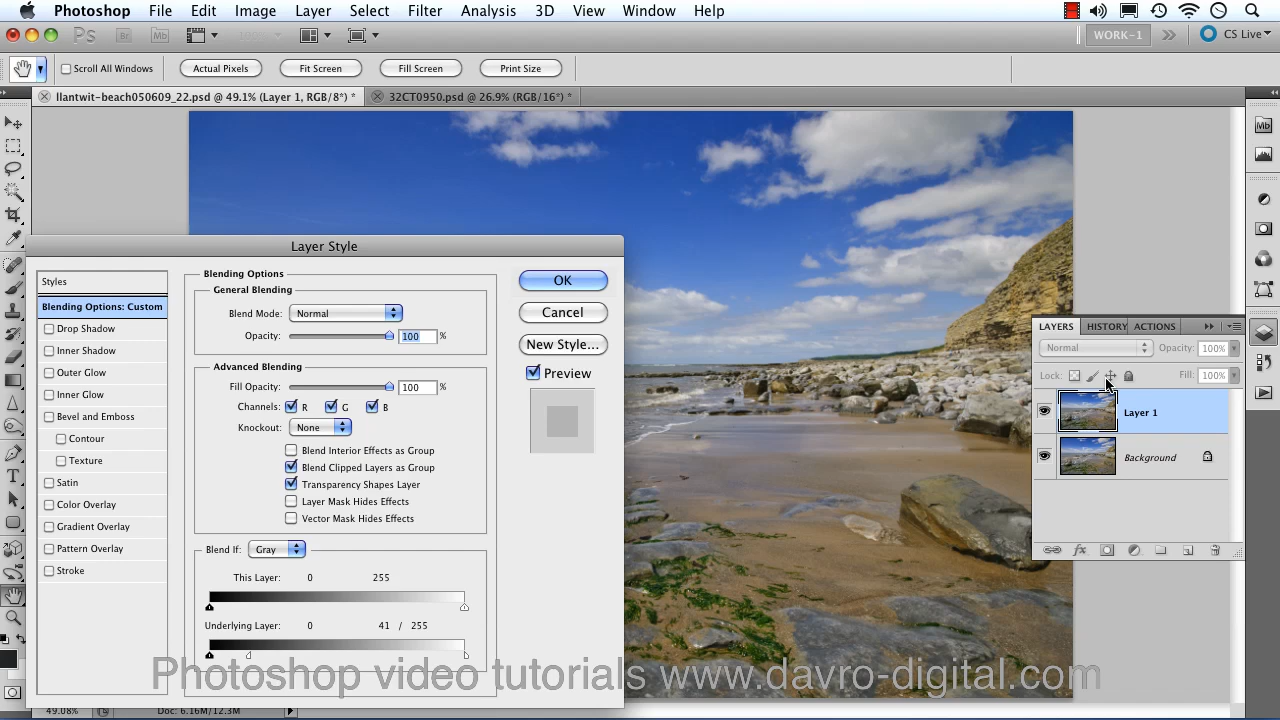 Photoshop File Edit Image Layer Select Filter Analysis 3D View Window Help
Ps Br Mb 100% WORK-1 CS Live
Scroll All Windows Actual Pixels Fit Screen Fill Screen Print Size
llantwit-beach050609_22.psd @ 49.1% (Layer 1, RGB/8*) * 32CT0950.psd @ 26.9% (RGB/16*) *
Mb
Layer Style
Styles
Blending Options: Custom
Drop Shadow
Inner Shadow
Outer Glow
Inner Glow
Bevel and Emboss
Contour
Texture
Satin
Color Overlay
Gradient Overlay
Pattern Overlay
Stroke
Blending Options
General Blending
Blend Mode: Normal
Opacity: 100 %
Advanced Blending
Fill Opacity: 100 %
Channels: R G B
Knockout: None
Blend Interior Effects as Group
Blend Clipped Layers as Group
Transparency Shapes Layer
Layer Mask Hides Effects
Vector Mask Hides Effects
Blend If: Gray
This Layer: 0 255
Underlying Layer: 0 41 / 255
OK
Cancel
New Style...
Preview
LAYERS HISTORY ACTIONS
Normal Opacity: 100%
Lock: Fill: 100%
Layer 1
Background
fx
Photoshop video tutorials www.davro-digital.com
49.08% Doc: 6.16M/12.3M